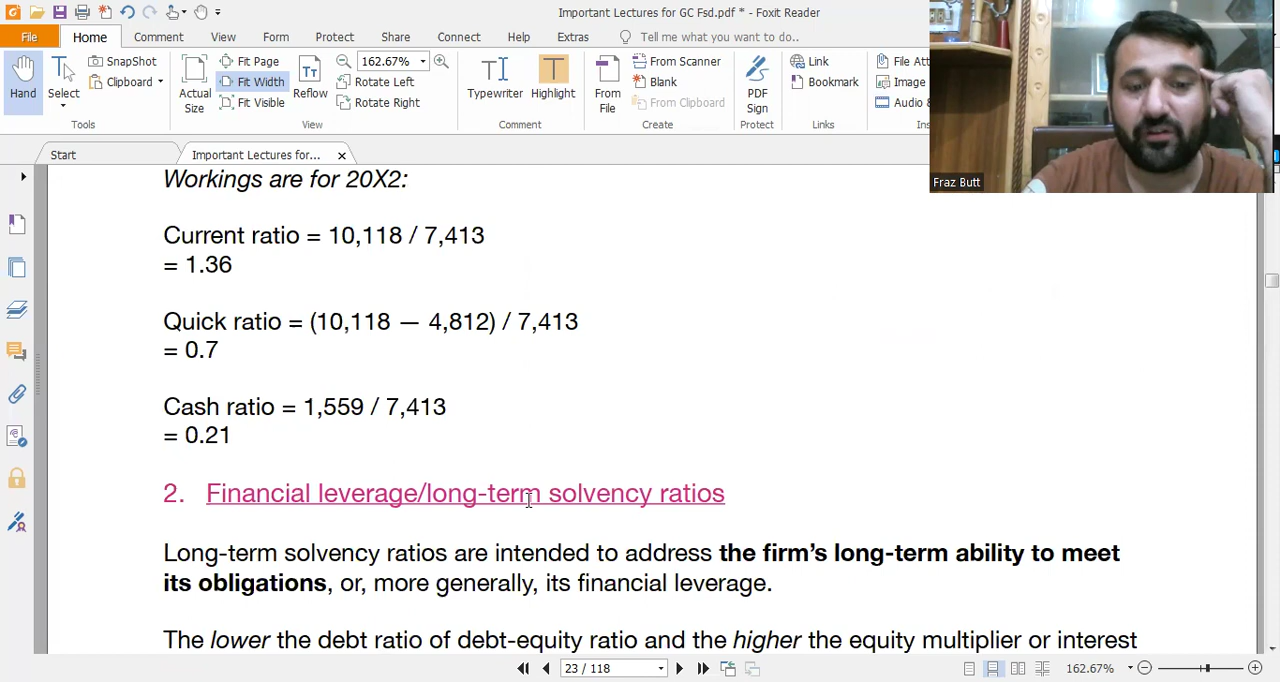 Important Lectures for GC Fsd.pdf * - Foxit Reader
File Home Comment View Form Protect Share Connect Help Extras Tell me what you want to do..
SnapShot Fit Page 162.67% From Scanner Link File Att
Clipboard Fit Width Rotate Left Blank Bookmark Image
Hand Select Actual Size Reflow Fit Visible Rotate Right Typewriter Highlight From File From Clipboard PDF Sign Audio &
Tools View Comment Create Protect Links Ins
Start Important Lectures for...
Fraz Butt
Workings are for 20X2:
Current ratio = 10,118 / 7,413
= 1.36
Quick ratio = (10,118 — 4,812) / 7,413
= 0.7
Cash ratio = 1,559 / 7,413
= 0.21
2. Financial leverage/long-term solvency ratios
Long-term solvency ratios are intended to address the firm's long-term ability to meet
its obligations, or, more generally, its financial leverage.
The lower the debt ratio of debt-equity ratio and the higher the equity multiplier or interest
23 / 118 162.67%